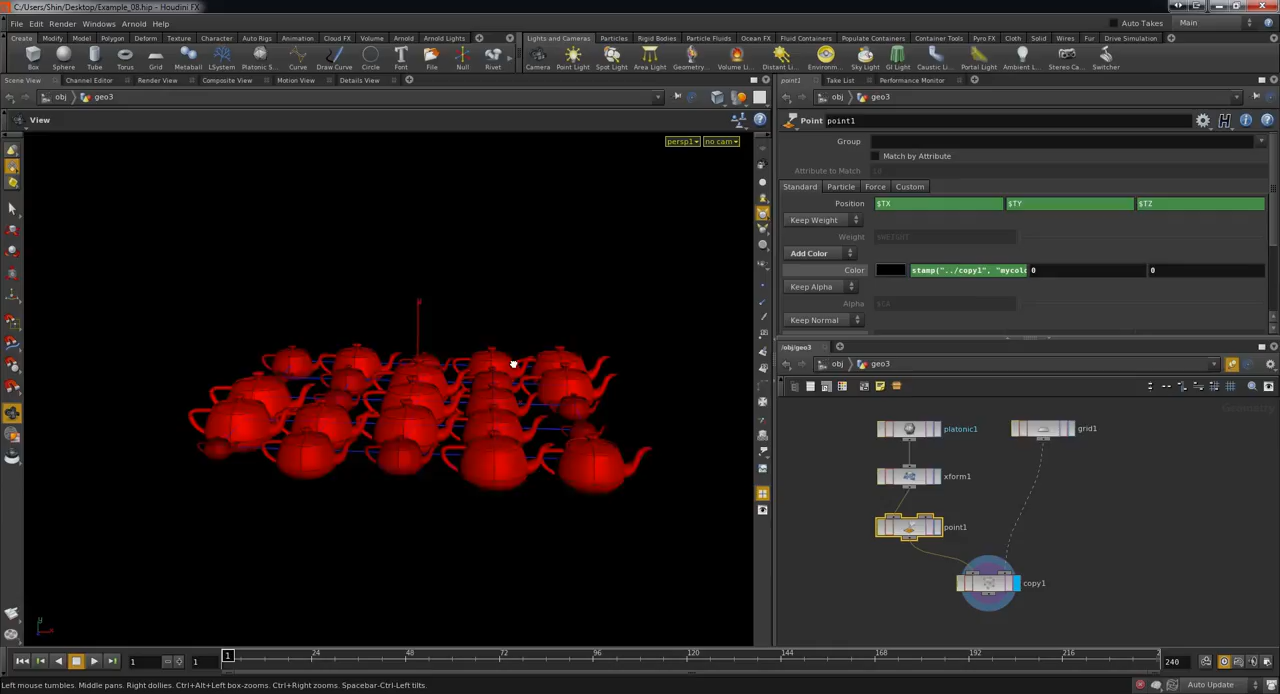 C:/Users/Shin/Desktop/Example_08.hip - Houdini FX
File Edit Render Windows Arnold Help
Auto Takes Main
Create Modify Model Polygon Deform Texture Character Auto Rigs Animation Cloud FX Volume Arnold Arnold Lights
Lights and Cameras Particles Rigid Bodies Particle Fluids Ocean FX Fluid Containers Populate Containers Container Tools Pyro FX Cloth Solid Wires Fur Drive Simulation
Box Sphere Tube Torus Grid Metaball LSystem Platonic S... Curve Draw Curve Circle Font File Null Rivet
Camera Point Light Spot Light Area Light Geometry... Volume Li... Distant Li... Environme... Sky Light GI Light Caustic Li... Portal Light Ambient L... Stereo Ca... Switcher
Scene View Channel Editor Render View Composite View Motion View Details View
point1 Take List Performance Monitor
obj geo3
obj geo3
View
Point point1
persp1 no cam
Group
Match by Attribute
Attribute to Match id
Standard Particle Force Custom
Position $TX $TY $TZ
Keep Weight
Weight $WEIGHT
Add Color
Color stamp("../copy1", "mycolo 0 0
Keep Alpha
Alpha $CA
Keep Normal
/obj/geo3
obj geo3
Geometry
platonic1
grid1
xform1
point1
copy1
1 1 1 24 48 72 96 120 144 168 192 216 2 240
Left mouse tumbles. Middle pans. Right dollies. Ctrl+Alt+Left box-zooms. Ctrl+Right zooms. Spacebar-Ctrl-Left tilts.
Auto Update